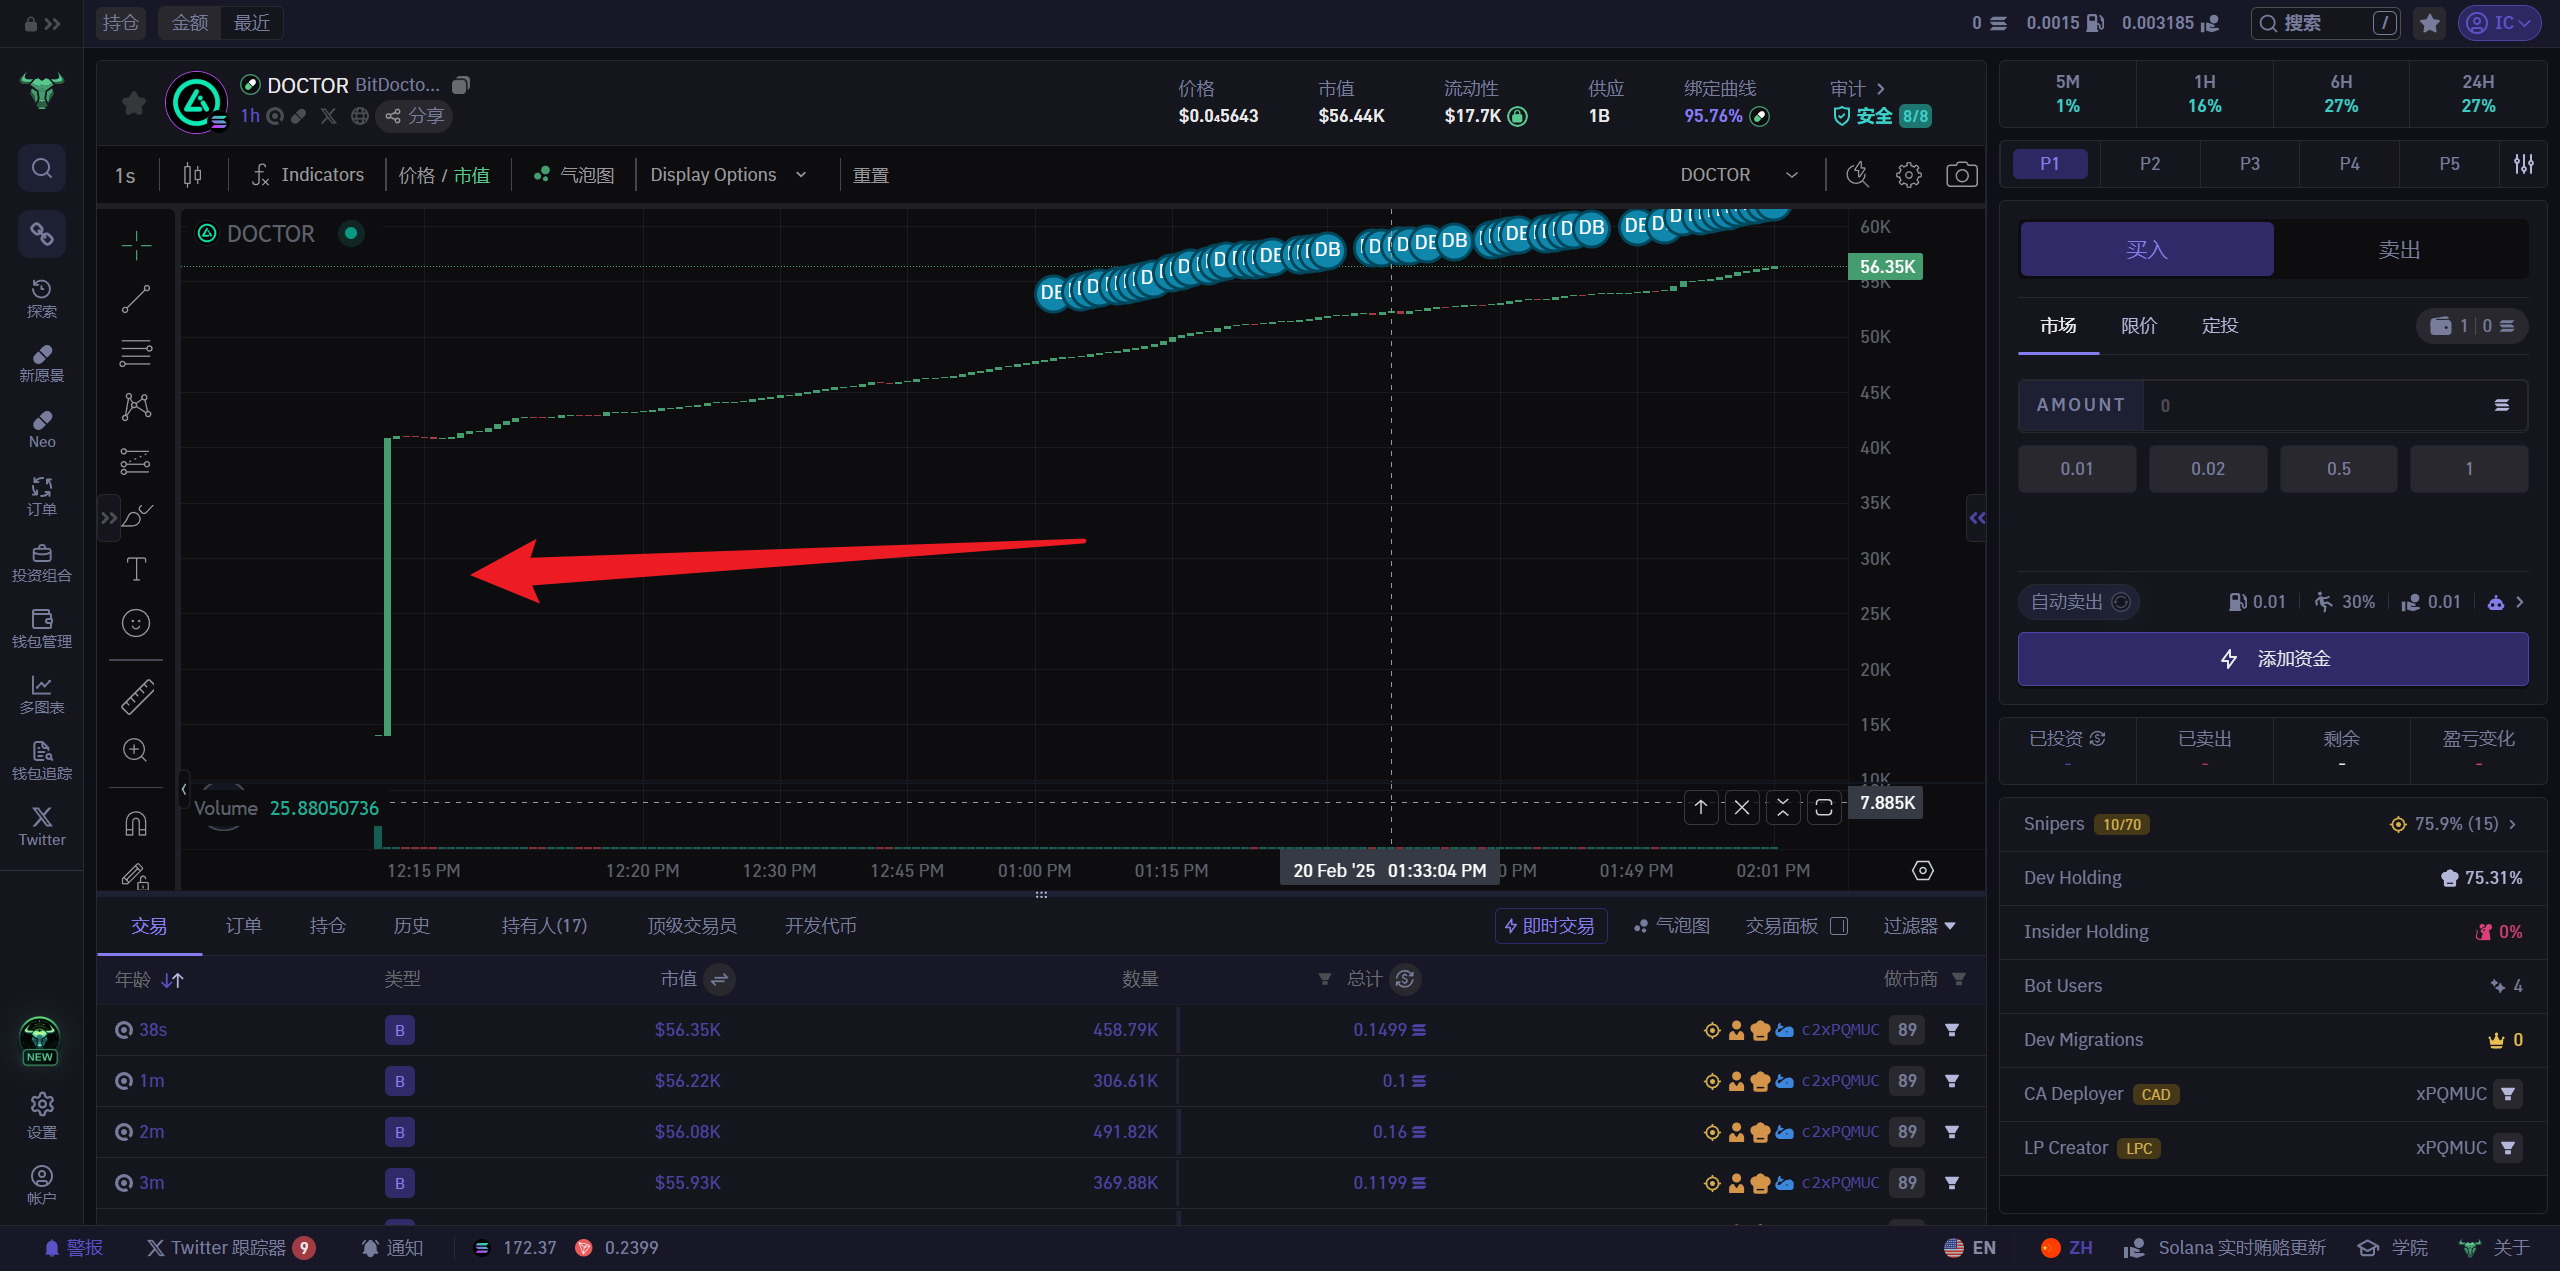 持仓 金额 最近 0 0.0015 0.003185 搜索 / IC
DOCTOR BitDocto...
1h 分享
价格 市值 流动性 供应 绑定曲线 审计
$0.0₄5643 $56.44K $17.7K 1B 95.76% 安全 8/8
1s Indicators 价格 / 市值 气泡图 Display Options 重置 DOCTOR
DOCTOR
60K
56.35K
55K
50K
45K
40K
35K
30K
25K
20K
15K
10K
7.885K
Volume 25.88050736
12:15 PM 12:20 PM 12:30 PM 12:45 PM 01:00 PM 01:15 PM 20 Feb '25 01:33:04 PM 01:49 PM 02:01 PM
探索
新愿景
Neo
订单
投资组合
钱包管理
多图表
钱包追踪
Twitter
NEW
设置
帐户
交易 订单 持仓 历史 持有人(17) 顶级交易员 开发代币 即时交易 气泡图 交易面板 过滤器
年龄 类型 市值 数量 总计 做市商
38s B $56.35K 458.79K 0.1499 c2xPQMUC 89
1m B $56.22K 306.61K 0.1 c2xPQMUC 89
2m B $56.08K 491.82K 0.16 c2xPQMUC 89
3m B $55.93K 369.88K 0.1199 c2xPQMUC 89
5M 1H 6H 24H
1% 16% 27% 27%
P1 P2 P3 P4 P5
买入 卖出
市场 限价 定投 1 0
AMOUNT 0
0.01 0.02 0.5 1
自动卖出 0.01 30% 0.01
添加资金
已投资 已卖出 剩余 盈亏变化
- - - -
Snipers 10/70 75.9% (15)
Dev Holding 75.31%
Insider Holding 0%
Bot Users 4
Dev Migrations 0
CA Deployer CAD xPQMUC
LP Creator LPC xPQMUC
警报 Twitter 跟踪器 9 通知 172.37 0.2399 EN ZH Solana 实时贿赂更新 学院 关于